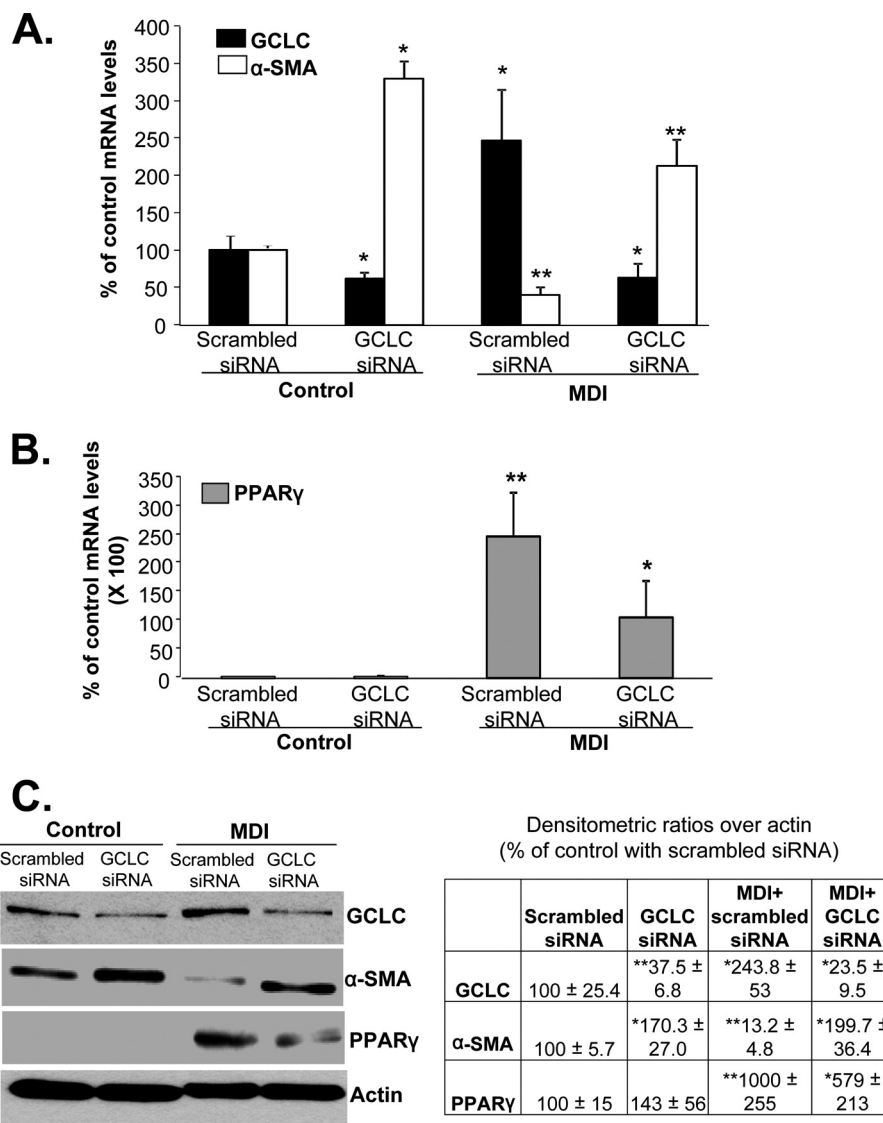 A.
400
350
300
250
200
150
100
50
0
% of control mRNA levels
GCLC
α-SMA
*
*
*
**
*
**
Scrambled siRNA
GCLC siRNA
Scrambled siRNA
GCLC siRNA
Control
MDI
B.
350
300
250
200
150
100
50
0
% of control mRNA levels
(X 100)
PPARγ
**
*
Scrambled siRNA
GCLC siRNA
Scrambled siRNA
GCLC siRNA
Control
MDI
C.
Control
MDI
Scrambled siRNA
GCLC siRNA
Scrambled siRNA
GCLC siRNA
GCLC
α-SMA
PPARγ
Actin
Densitometric ratios over actin
(% of control with scrambled siRNA)
Scrambled siRNA
GCLC siRNA
MDI+ scrambled siRNA
MDI+ GCLC siRNA
GCLC 100 ± 25.4 **37.5 ± 6.8 *243.8 ± 53 *23.5 ± 9.5
α-SMA 100 ± 5.7 *170.3 ± 27.0 **13.2 ± 4.8 *199.7 ± 36.4
PPARγ 100 ± 15 143 ± 56 **1000 ± 255 *579 ± 213